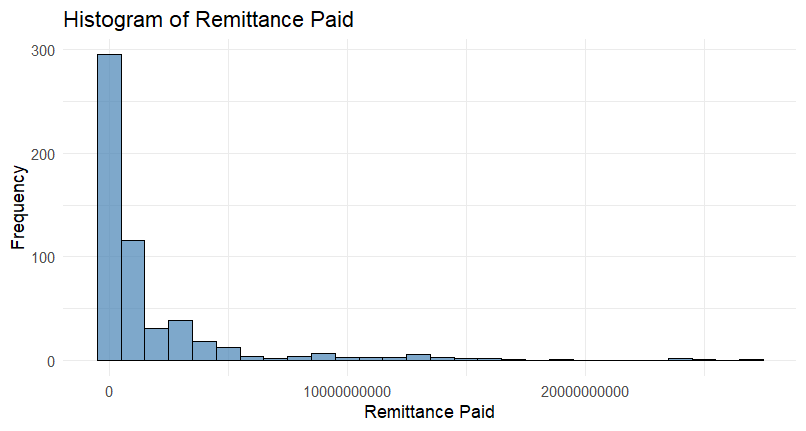 Histogram of Remittance Paid
300
200
100
0
Frequency
0 10000000000 20000000000
Remittance Paid